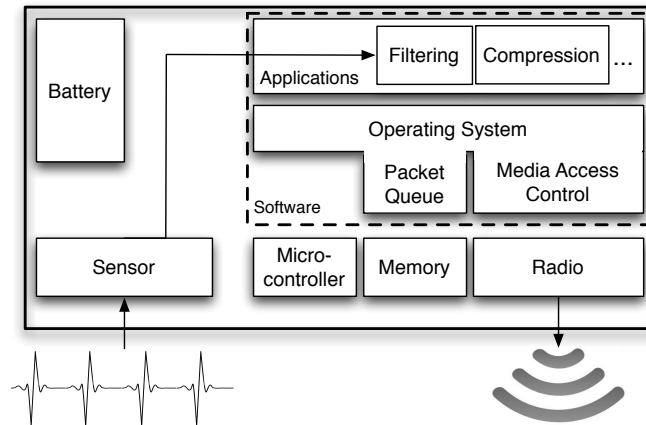 Battery
Applications
Filtering
Compression
...
Operating System
Packet
Queue
Media Access
Control
Software
Sensor
Micro-
controller
Memory
Radio